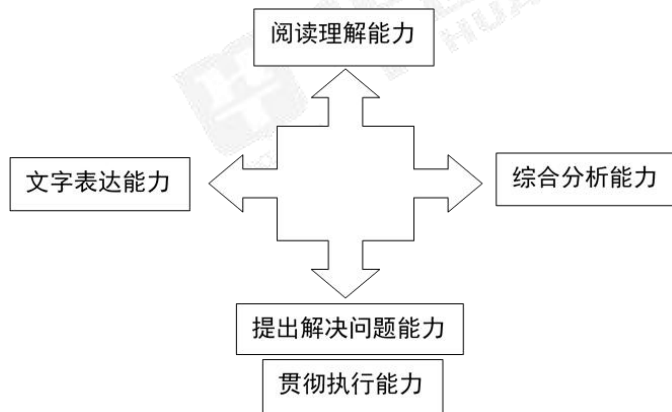 阅读理解能力
文字表达能力
综合分析能力
提出解决问题能力
贯彻执行能力